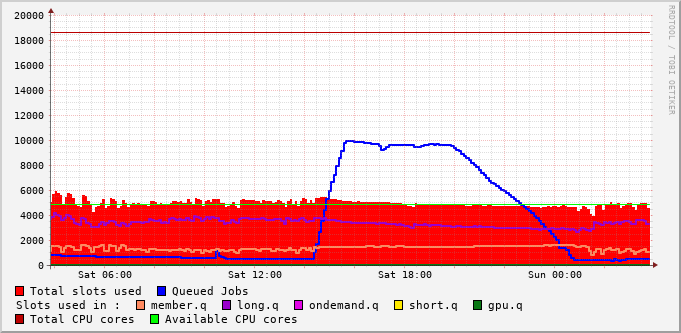 20000
18000
16000
14000
12000
10000
8000
6000
4000
2000
0
Sat 06:00 Sat 12:00 Sat 18:00 Sun 00:00
Total slots used Queued Jobs
Slots used in : member.q long.q ondemand.q short.q gpu.q
Total CPU cores Available CPU cores
RRDTOOL / TOBI OETIKER